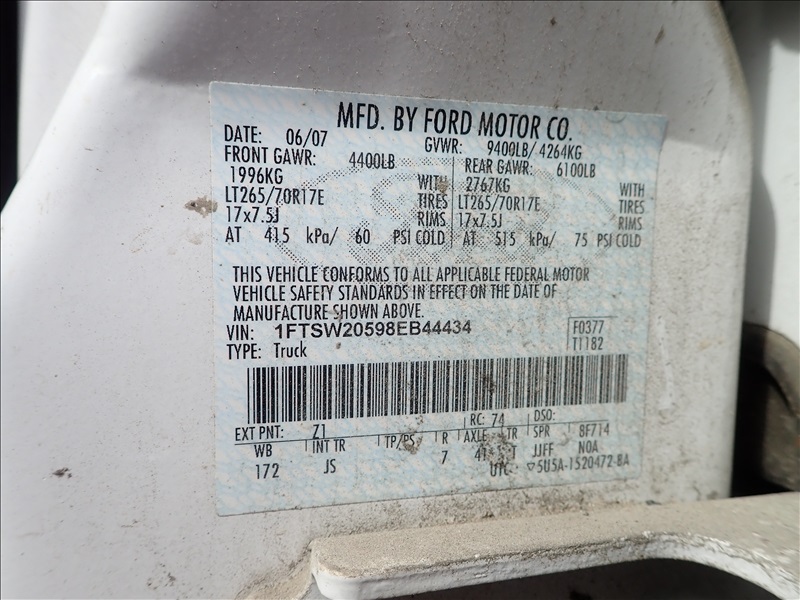 MFD. BY FORD MOTOR CO.
DATE: 06/07 GVWR: 9400LB/ 4264KG
FRONT GAWR: 4400LB REAR GAWR: 6100LB
1996KG WITH 2767KG WITH
LT265/70R17E TIRES LT265/70R17E TIRES
17x7.5J RIMS 17x7.5J RIMS
AT 415 kPa/ 60 PSI COLD AT 515 kPa/ 75 PSI COLD
THIS VEHICLE CONFORMS TO ALL APPLICABLE FEDERAL MOTOR
VEHICLE SAFETY STANDARDS IN EFFECT ON THE DATE OF
MANUFACTURE SHOWN ABOVE.
VIN: 1FTSW20598EB44434 F0377
TYPE: Truck T1182
EXT PNT: Z1 RC: 74 DSO:
WB INT TR TP/PS R AXLE TR SPR 8F714
172 JS 7 JJFF NOA
UTC ▽5U5A-1520472-BA